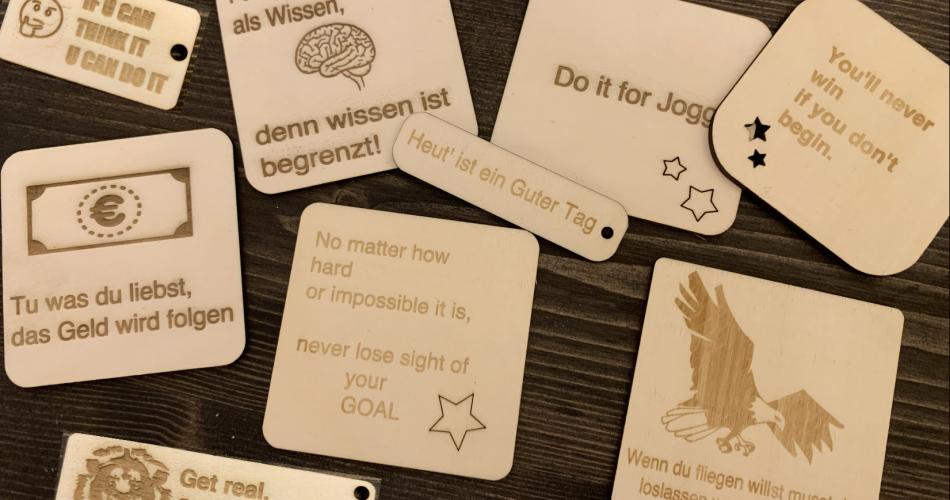 IF U CAN
THINK IT
U CAN DO IT
als Wissen,
denn wissen ist
begrenzt!
Do it for Jogg
You'll never
win
if you don't
begin.
Heut' ist ein Guter Tag
€
Tu was du liebst,
das Geld wird folgen
No matter how
hard
or impossible it is,
never lose sight of
your
GOAL
Wenn du fliegen willst
loslassen
Get real.